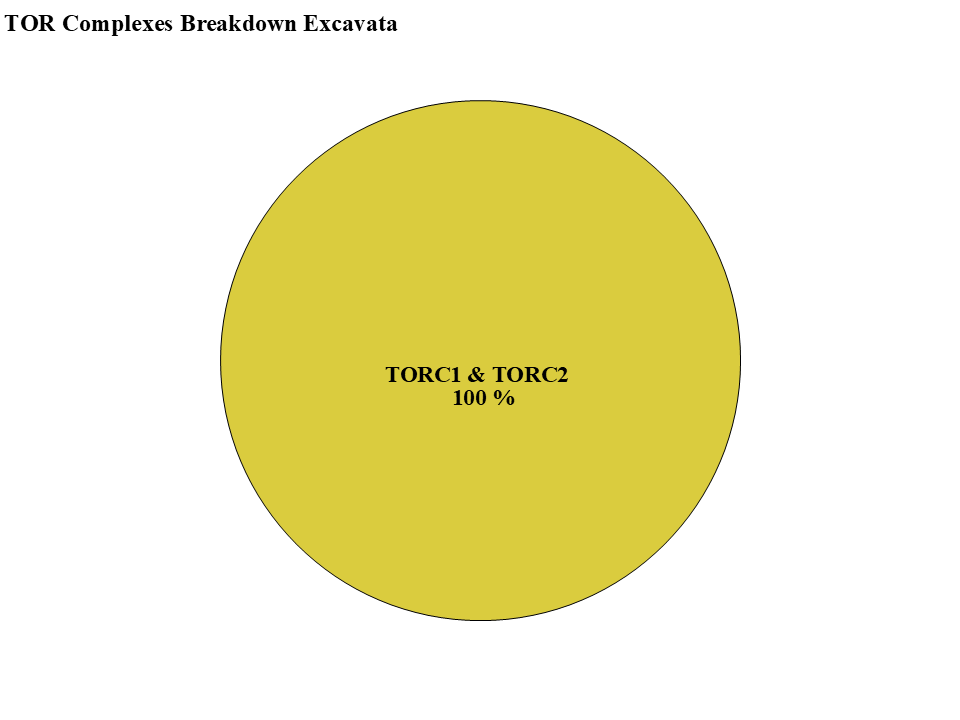 TOR Complexes Breakdown Excavata
TORC1 & TORC2
100 %